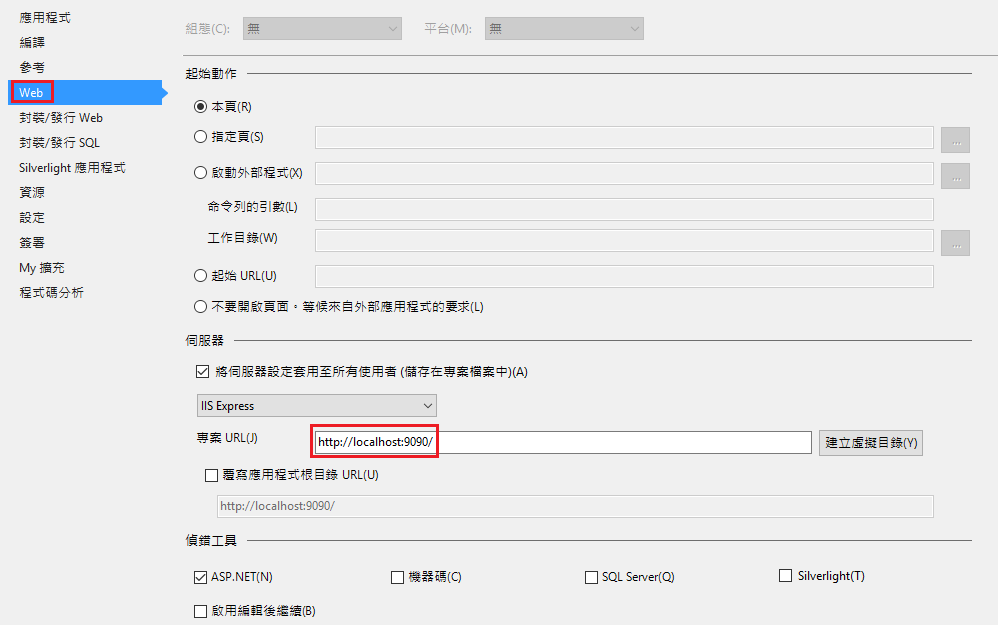 應用程式
編譯
參考
Web
封裝/發行 Web
封裝/發行 SQL
Silverlight 應用程式
資源
設定
簽署
My 擴充
程式碼分析
組態(C): 無 平台(M): 無
起始動作
本頁(R)
指定頁(S) ...
啟動外部程式(X) ...
命令列的引數(L)
工作目錄(W) ...
起始 URL(U)
不要開啟頁面。等候來自外部應用程式的要求(L)
伺服器
將伺服器設定套用至所有使用者 (儲存在專案檔案中)(A)
IIS Express
專案 URL(J) http://localhost:9090/ 建立虛擬目錄(Y)
覆寫應用程式根目錄 URL(U)
http://localhost:9090/
偵錯工具
ASP.NET(N) 機器碼(C) SQL Server(Q) Silverlight(T)
啟用編輯後繼續(B)